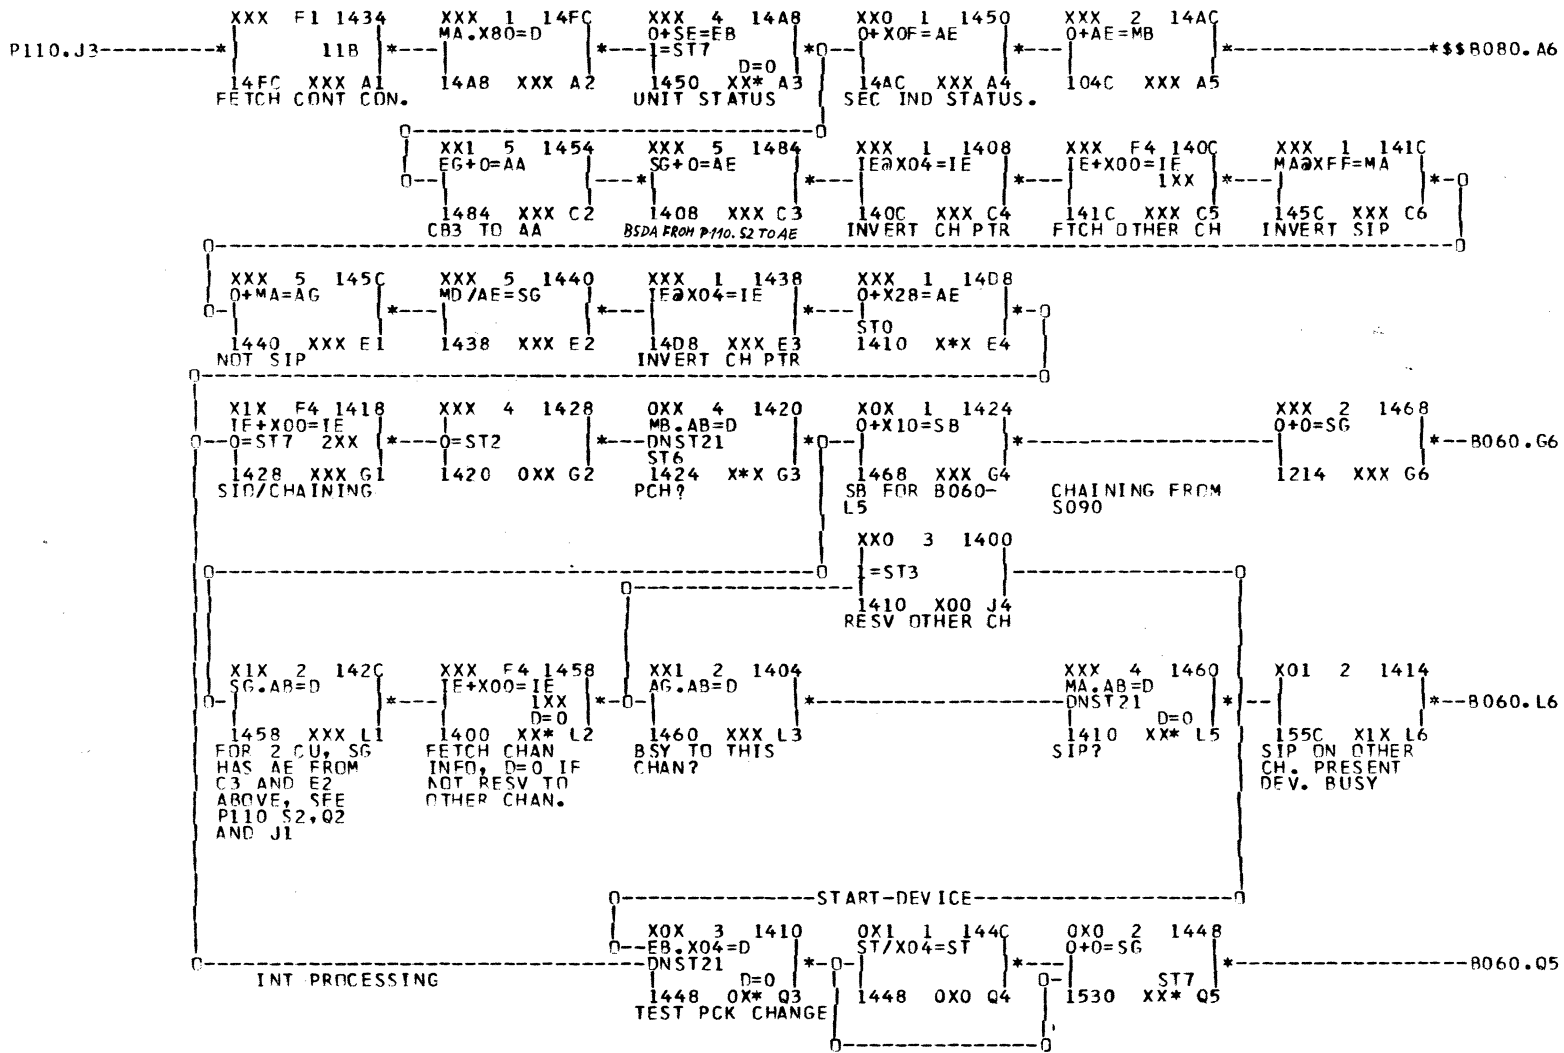 XXX F1 1434 XXX 1 14FC XXX 4 14A8 XX0 1 1450 XXX 2 14AC
MA.X80=D 0+SE=EB 0+X0F=AE 0+AE=MB
P110.J3 11B 1=ST7 $$B080.A6
D=0
14FC XXX A1 14A8 XXX A2 1450 XX* A3 14AC XXX A4 104C XXX A5
FETCH CONT CON. UNIT STATUS SEC IND STATUS.
XX1 5 1454 XXX 5 1484 XXX 1 1408 XXX F4 140C XXX 1 141C
EG+0=AA SG+0=AE IE@X04=IE IE+X00=IE MA@XFF=MA
1XX
1484 XXX C2 1408 XXX C3 140C XXX C4 141C XXX C5 145C XXX C6
CB3 TO AA BSDA FROM P110.S2 TO AE INVERT CH PTR FTCH OTHER CH INVERT SIP
XXX 5 145C XXX 5 1440 XXX 1 1438 XXX 1 14D8
0+MA=AG MD/AE=SG IE@X04=IE 0+X28=AE
ST0
1440 XXX E1 1438 XXX E2 14D8 XXX E3 1410 X*X E4
NOT SIP INVERT CH PTR
X1X F4 1418 XXX 4 1428 0XX 4 1420 X0X 1 1424 XXX 2 1468
IE+X00=IE MB.AB=D 0+X10=SB 0+0=SG
0=ST7 2XX 0=ST2 DNST21 B060.G6
ST6
1428 XXX G1 1420 0XX G2 1424 X*X G3 1468 XXX G4 1214 XXX G6
SIO/CHAINING PCH? SB FOR B060- CHAINING FROM
L5 S090
XX0 3 1400
1=ST3
1410 X00 J4
RESV OTHER CH
X1X 2 142C XXX F4 1458 XX1 2 1404 XXX 4 1460 X01 2 1414
SG.AB=D IE+X00=IE AG.AB=D MA.AB=D
1XX DNST21 B060.L6
D=0 D=0
1458 XXX L1 1400 XX* L2 1460 XXX L3 1410 XX* L5 155C X1X L6
FOR 2 CU, SG FETCH CHAN BSY TO THIS SIP? SIP ON OTHER
HAS AE FROM INFO, D=0 IF CHAN? CH. PRESENT
C3 AND E2 NOT RESV TO DEV. BUSY
ABOVE, SEE OTHER CHAN.
P110 S2,Q2
AND J1
START-DEVICE
X0X 3 1410 0X1 1 144C 0X0 2 1448
EB.X04=D ST/X04=ST 0+0=SG
DNST21 B060.Q5
INT PROCESSING D=0 ST7
1448 0X* Q3 1448 0X0 Q4 1530 XX* Q5
TEST PCK CHANGE